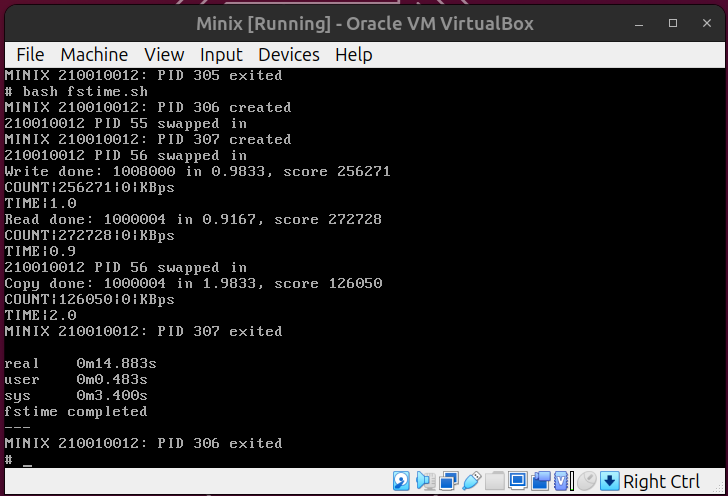 Minix [Running] - Oracle VM VirtualBox
File Machine View Input Devices Help
MINIX 210010012: PID 305 exited
# bash fstime.sh
MINIX 210010012: PID 306 created
210010012 PID 55 swapped in
MINIX 210010012: PID 307 created
210010012 PID 56 swapped in
Write done: 1008000 in 0.9833, score 256271
COUNT|256271|0|KBps
TIME|1.0
Read done: 1000004 in 0.9167, score 272728
COUNT|272728|0|KBps
TIME|0.9
210010012 PID 56 swapped in
Copy done: 1000004 in 1.9833, score 126050
COUNT|126050|0|KBps
TIME|2.0
MINIX 210010012: PID 307 exited
real 0m14.883s
user 0m0.483s
sys 0m3.400s
fstime completed
---
MINIX 210010012: PID 306 exited
# _
Right Ctrl